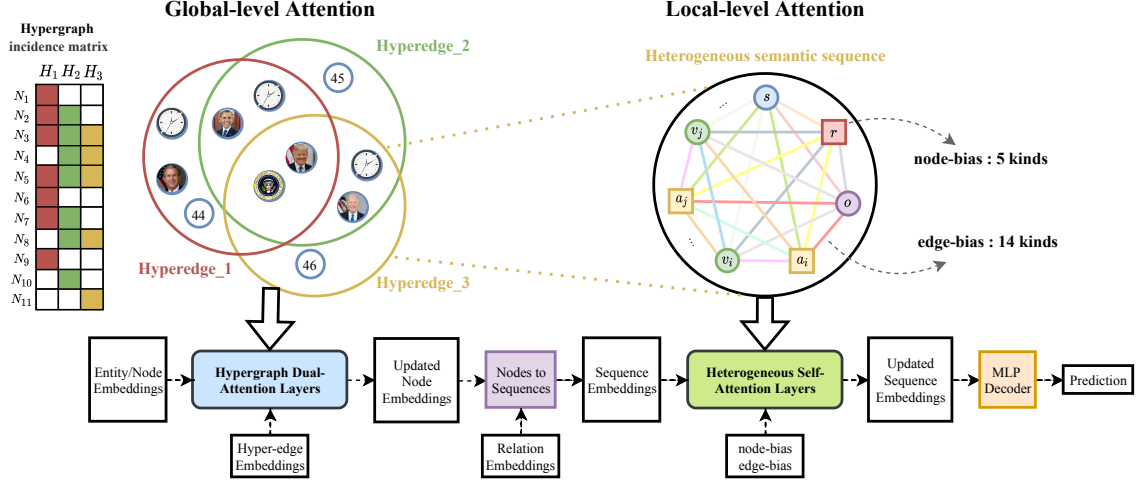 Global-level Attention
Local-level Attention
Hypergraph
incidence matrix
H₁ H₂ H₃
N₁
N₂
N₃
N₄
N₅
N₆
N₇
N₈
N₉
N₁₀
N₁₁
Hyperedge_2
45
44
Hyperedge_1
46
Hyperedge_3
Heterogeneous semantic sequence
...
s
vⱼ
r
aⱼ
o
...
vᵢ
aᵢ
node-bias : 5 kinds
edge-bias : 14 kinds
Entity/Node
Embeddings
Hypergraph Dual-
Attention Layers
Updated
Node
Embeddings
Nodes to
Sequences
Sequence
Embeddings
Heterogeneous Self-
Attention Layers
Updated
Sequence
Embeddings
MLP
Decoder
Prediction
Hyper-edge
Embeddings
Relation
Embeddings
node-bias
edge-bias